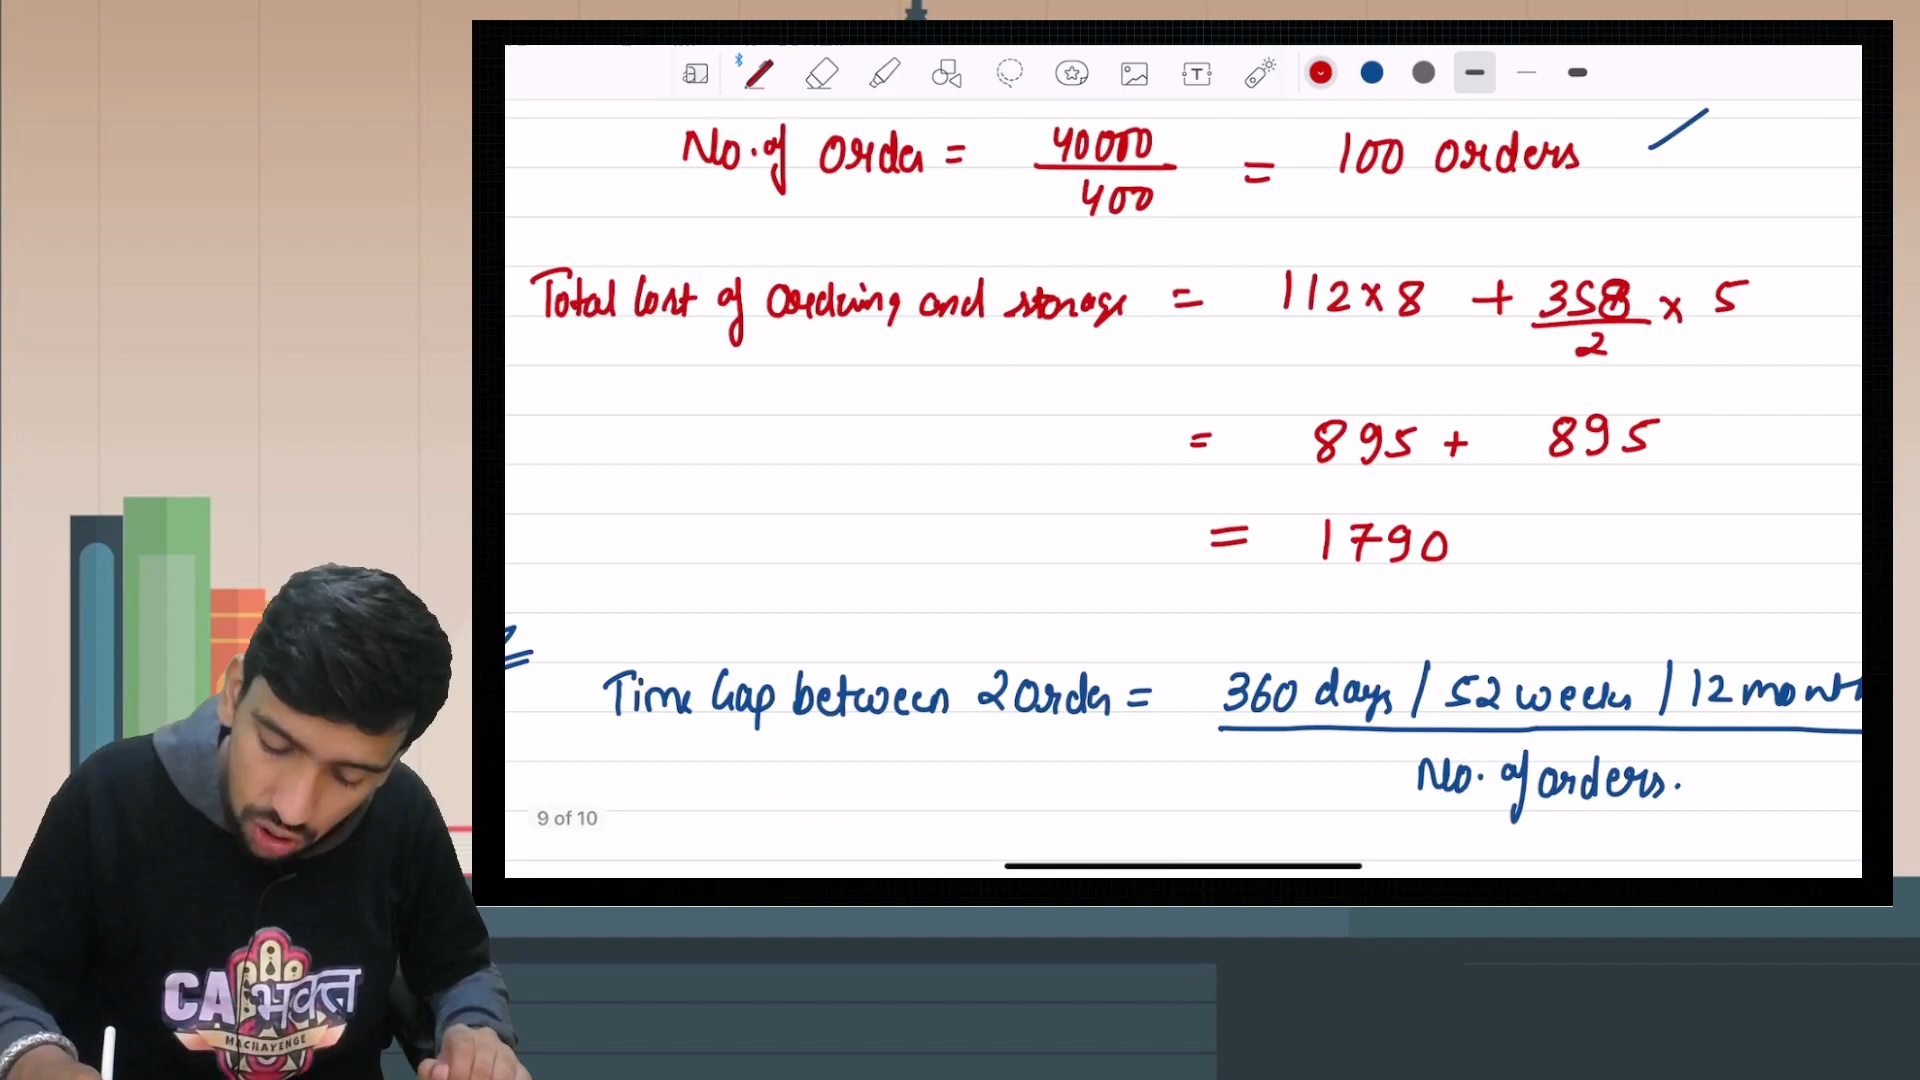 No. of Order = 40000 / 400 = 100 orders
Total Cost of ordering and storage = 112 x 8 + 358 / 2 x 5
= 895 + 895
= 1790
Time Gap between 2 Order = 360 days / 52 weeks / 12 mont
No. of orders.
9 of 10
CA भक्त
MACHAYENGE